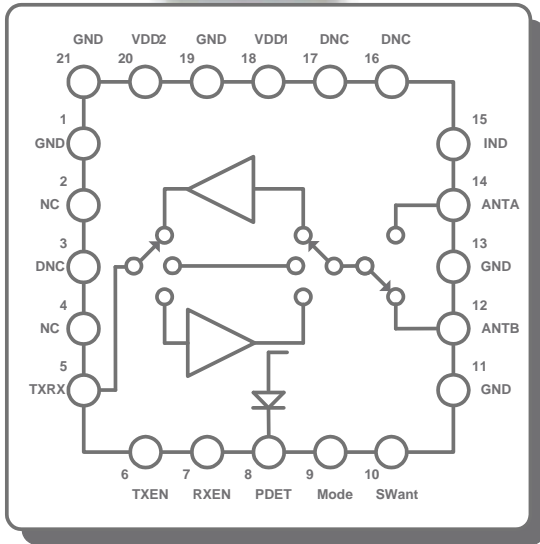 GND VDD2 GND VDD1 DNC DNC
21 20 19 18 17 16
1
GND
2
NC
3
DNC
4
NC
5
TXRX
15
IND
14
ANTA
13
GND
12
ANTB
11
GND
6 7 8 9 10
TXEN RXEN PDET Mode SWant